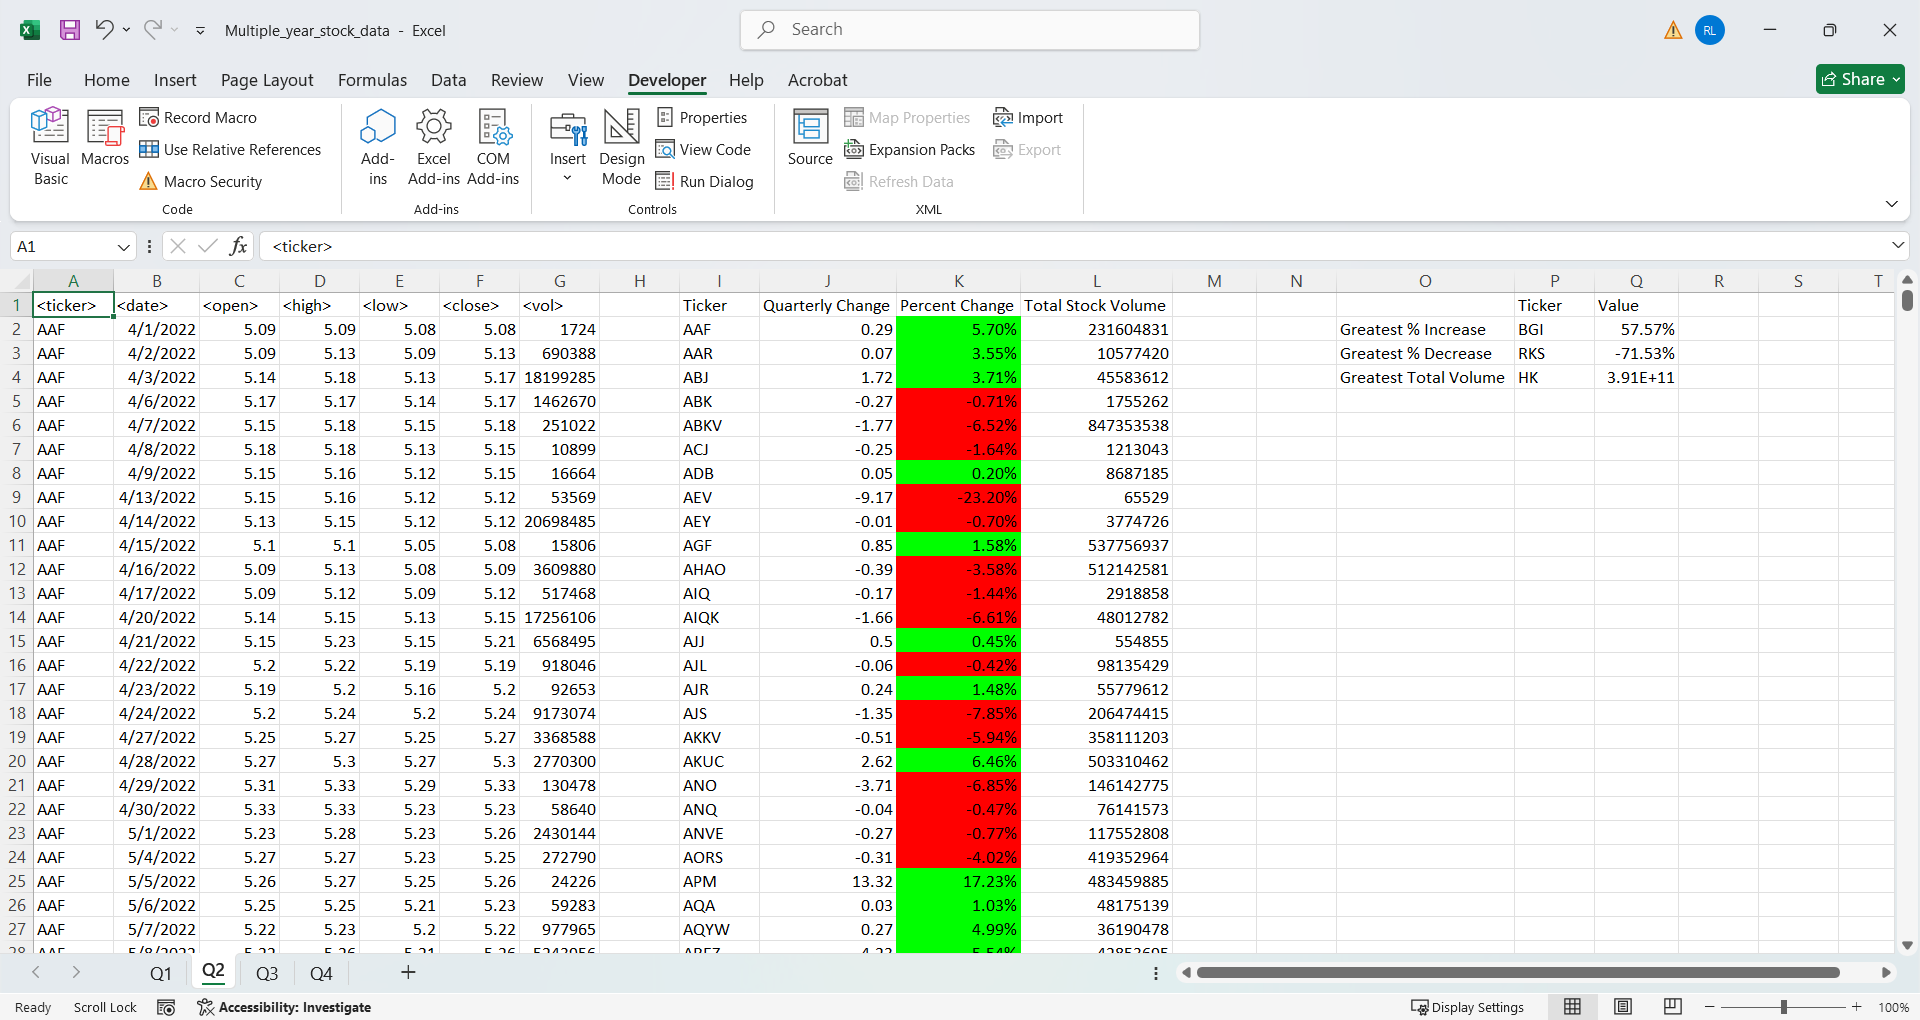 Multiple_year_stock_data - Excel
Search
RL
File Home Insert Page Layout Formulas Data Review View Developer Help Acrobat
Share
Visual Basic
Macros
Record Macro
Use Relative References
Macro Security
Code
Add-ins
Excel Add-ins
COM Add-ins
Add-ins
Insert
Design Mode
Properties
View Code
Run Dialog
Controls
Source
Map Properties
Expansion Packs
Refresh Data
Import
Export
XML
A1 fx <ticker>
A B C D E F G H I J K L M N O P Q R S T
1 <ticker> <date> <open> <high> <low> <close> <vol> Ticker Quarterly Change Percent Change Total Stock Volume Ticker Value
2 AAF 4/1/2022 5.09 5.09 5.08 5.08 1724 AAF 0.29 5.70% 231604831 Greatest % Increase BGI 57.57%
3 AAF 4/2/2022 5.09 5.13 5.09 5.13 690388 AAR 0.07 3.55% 10577420 Greatest % Decrease RKS -71.53%
4 AAF 4/3/2022 5.14 5.18 5.13 5.17 18199285 ABJ 1.72 3.71% 45583612 Greatest Total Volume HK 3.91E+11
5 AAF 4/6/2022 5.17 5.17 5.14 5.17 1462670 ABK -0.27 -0.71% 1755262
6 AAF 4/7/2022 5.15 5.18 5.15 5.18 251022 ABKV -1.77 -6.52% 847353538
7 AAF 4/8/2022 5.18 5.18 5.13 5.15 10899 ACJ -0.25 -1.64% 1213043
8 AAF 4/9/2022 5.15 5.16 5.12 5.15 16664 ADB 0.05 0.20% 8687185
9 AAF 4/13/2022 5.15 5.16 5.12 5.12 53569 AEV -9.17 -23.20% 65529
10 AAF 4/14/2022 5.13 5.15 5.12 5.12 20698485 AEY -0.01 -0.70% 3774726
11 AAF 4/15/2022 5.1 5.1 5.05 5.08 15806 AGF 0.85 1.58% 537756937
12 AAF 4/16/2022 5.09 5.13 5.08 5.09 3609880 AHAO -0.39 -3.58% 512142581
13 AAF 4/17/2022 5.09 5.12 5.09 5.12 517468 AIQ -0.17 -1.44% 2918858
14 AAF 4/20/2022 5.14 5.15 5.13 5.15 17256106 AIQK -1.66 -6.61% 48012782
15 AAF 4/21/2022 5.15 5.23 5.15 5.21 6568495 AJJ 0.5 0.45% 554855
16 AAF 4/22/2022 5.2 5.22 5.19 5.19 918046 AJL -0.06 -0.42% 98135429
17 AAF 4/23/2022 5.19 5.2 5.16 5.2 92653 AJR 0.24 1.48% 55779612
18 AAF 4/24/2022 5.2 5.24 5.2 5.24 9173074 AJS -1.35 -7.85% 206474415
19 AAF 4/27/2022 5.25 5.27 5.25 5.27 3368588 AKKV -0.51 -5.94% 358111203
20 AAF 4/28/2022 5.27 5.3 5.27 5.3 2770300 AKUC 2.62 6.46% 503310462
21 AAF 4/29/2022 5.31 5.33 5.29 5.33 130478 ANO -3.71 -6.85% 146142775
22 AAF 4/30/2022 5.33 5.33 5.23 5.23 58640 ANQ -0.04 -0.47% 76141573
23 AAF 5/1/2022 5.23 5.28 5.23 5.26 2430144 ANVE -0.27 -0.77% 117552808
24 AAF 5/4/2022 5.27 5.27 5.23 5.25 272790 AORS -0.31 -4.02% 419352964
25 AAF 5/5/2022 5.26 5.27 5.25 5.26 24226 APM 13.32 17.23% 483459885
26 AAF 5/6/2022 5.25 5.25 5.21 5.23 59283 AQA 0.03 1.03% 48175139
27 AAF 5/7/2022 5.22 5.23 5.2 5.22 977965 AQYW 0.27 4.99% 36190478
28 AAF 5/8/2022
Q1 Q2 Q3 Q4
Ready Scroll Lock Accessibility: Investigate Display Settings 100%